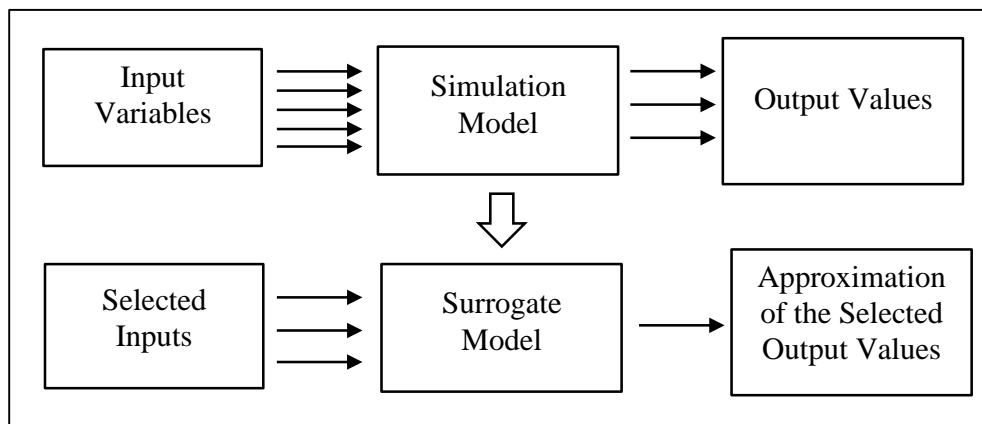 Input
Variables
Simulation
Model
Output Values
Selected
Inputs
Surrogate
Model
Approximation
of the Selected
Output Values